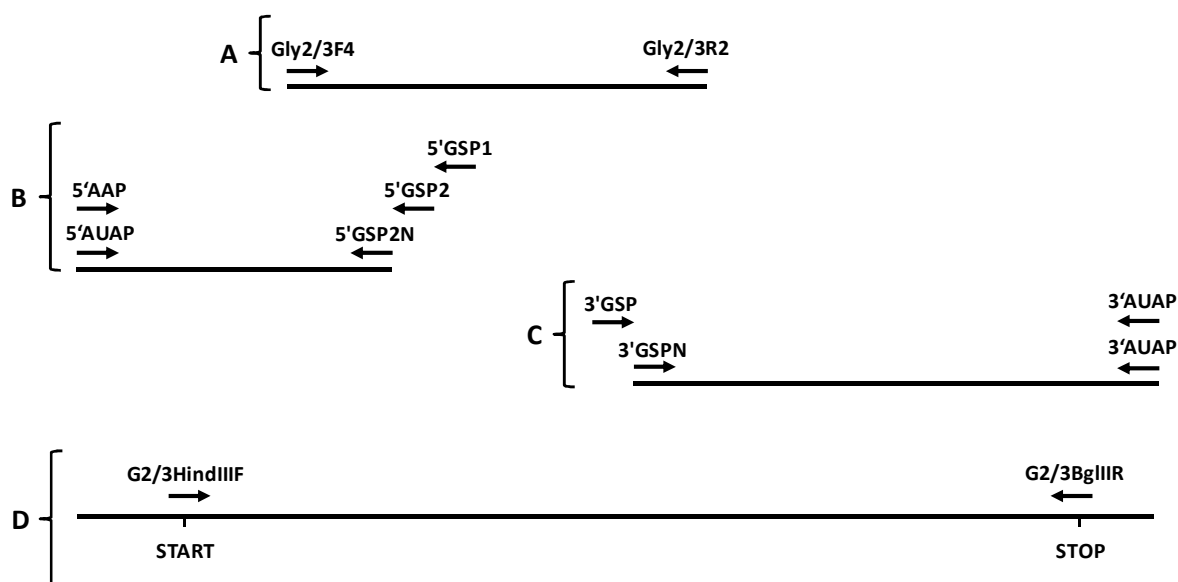 A
Gly2/3F4
Gly2/3R2
B
5'GSP1
5‘AAP
5'GSP2
5‘AUAP
5'GSP2N
C
3'GSP
3‘AUAP
3'GSPN
3‘AUAP
D
G2/3HindIIIF
G2/3BglIIR
START
STOP